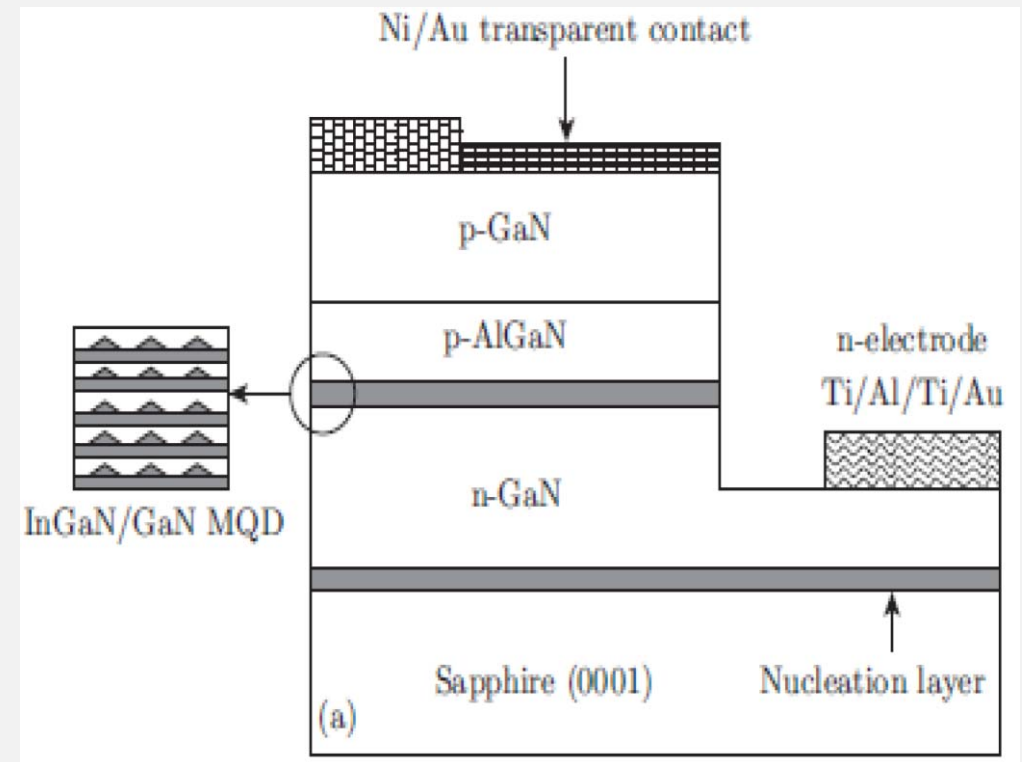 Ni/Au transparent contact
p-GaN
p-AlGaN
n-electrode
Ti/Al/Ti/Au
n-GaN
InGaN/GaN MQD
Sapphire (0001)
Nucleation layer
(a)